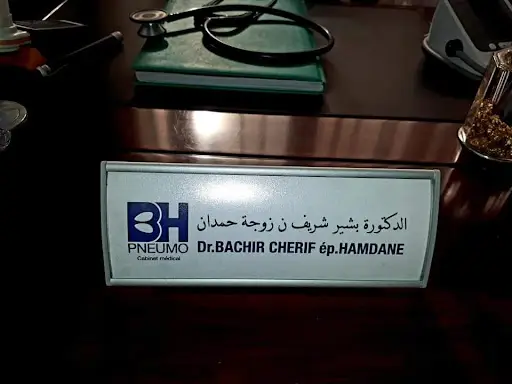 BH
PNEUMO
Cabinet médical
الدكتورة بشير شريف ن زوجة حمدان
Dr.BACHIR CHERIF ép.HAMDANE